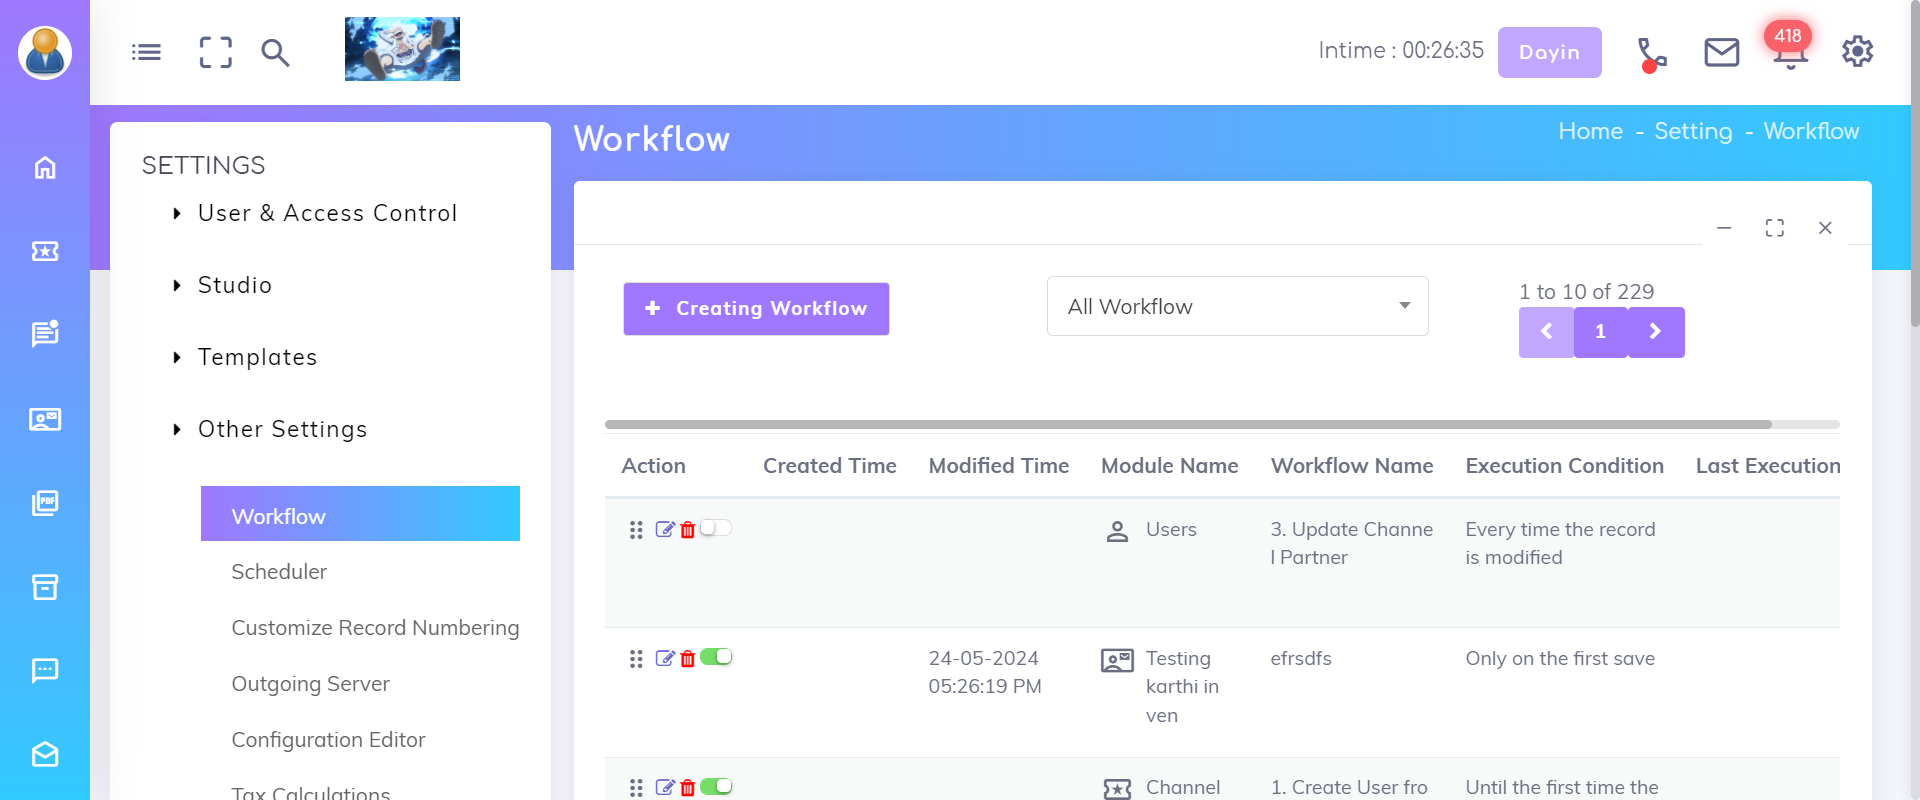 Intime : 00:26:35
Dayin
418
SETTINGS
User & Access Control
Studio
Templates
Other Settings
Workflow
Scheduler
Customize Record Numbering
Outgoing Server
Configuration Editor
Tax Calculations
PDF
Workflow
Home - Setting - Workflow
Creating Workflow
All Workflow
1 to 10 of 229
1
Action Created Time Modified Time Module Name Workflow Name Execution Condition Last Execution
Users 3. Update Channe Every time the record
l Partner is modified
24-05-2024 Testing efrsdfs Only on the first save
05:26:19 PM karthi in
ven
Channel 1. Create User fro Until the first time the